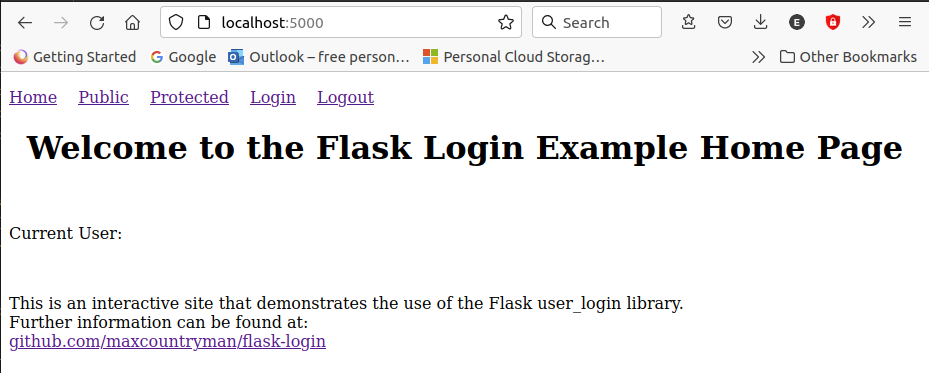 localhost:5000 Search E
Getting Started Google Outlook – free person… Personal Cloud Storag… Other Bookmarks
Home Public Protected Login Logout
Welcome to the Flask Login Example Home Page
Current User:
This is an interactive site that demonstrates the use of the Flask user_login library.
Further information can be found at:
github.com/maxcountryman/flask-login